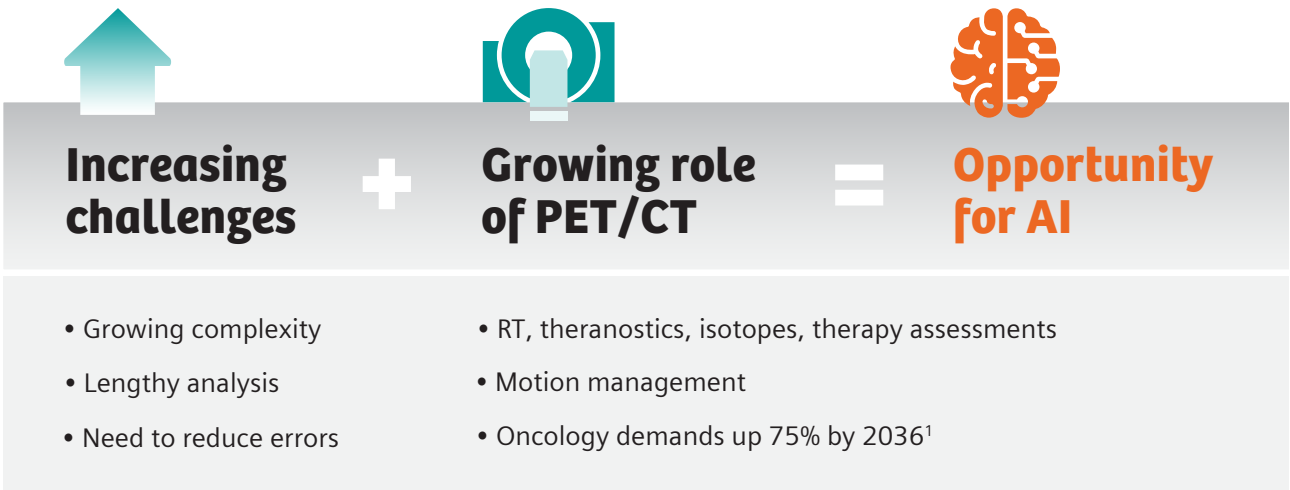 Increasing
challenges
+
Growing role
of PET/CT
=
Opportunity
for AI
• Growing complexity
• Lengthy analysis
• Need to reduce errors
• RT, theranostics, isotopes, therapy assessments
• Motion management
• Oncology demands up 75% by 2036¹